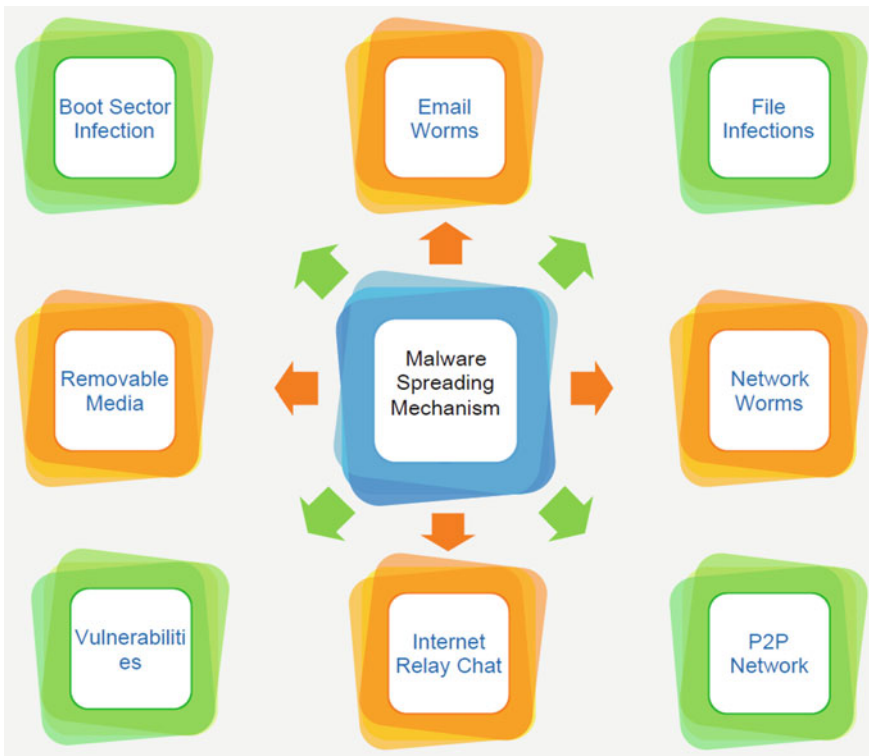 Boot Sector
Infection
Email
Worms
File
Infections
Removable
Media
Malware
Spreading
Mechanism
Network
Worms
Vulnerabiliti
es
Internet
Relay Chat
P2P
Network